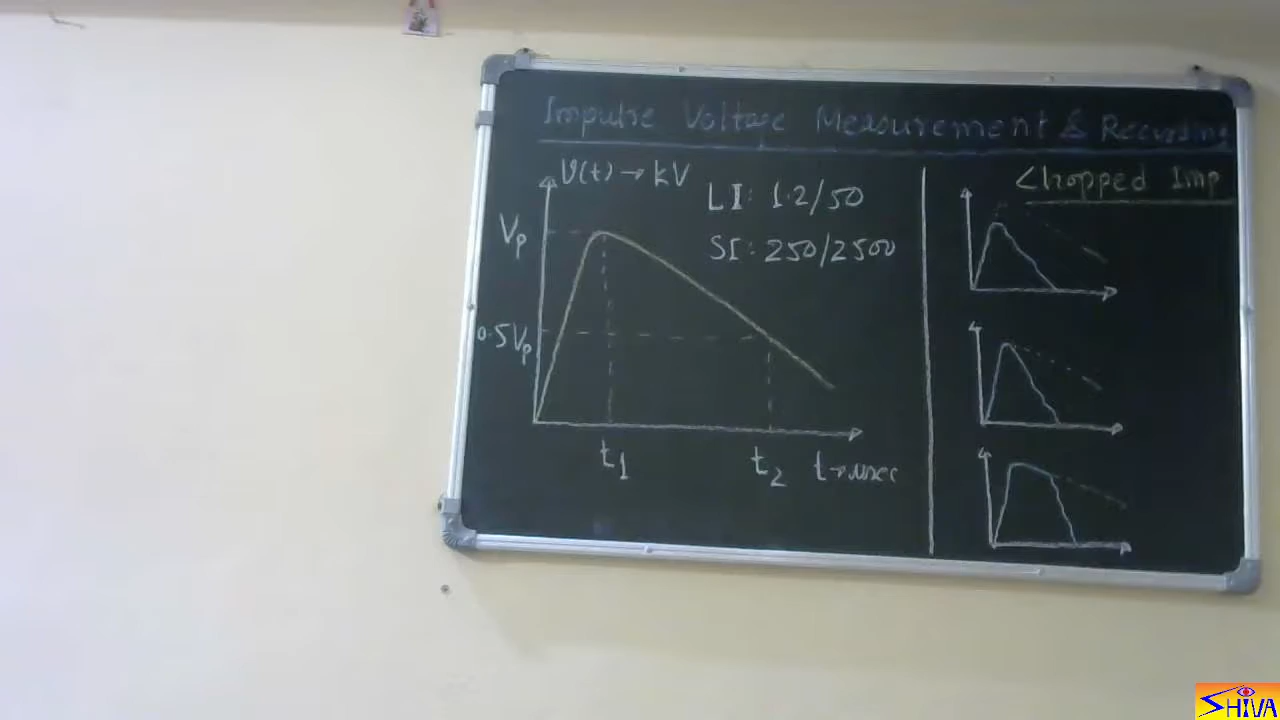 Impulse Voltage Measurement & Recording
V(t) → kV
LI: 1.2/50
SI: 250/2500
Vp
0.5Vp
t1
t2
t→ μsec
Chopped Imp
SHIVA